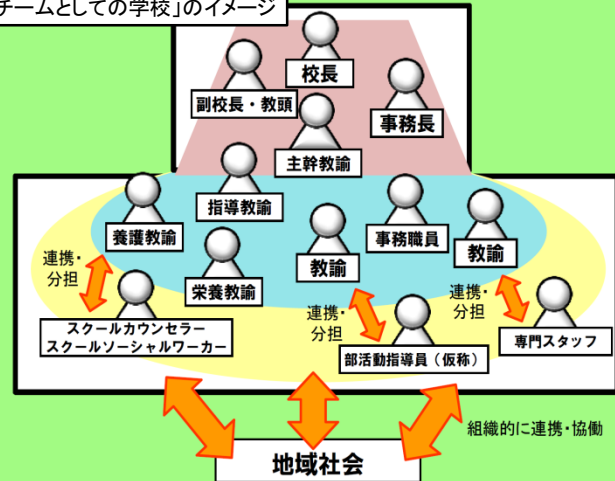 チームとしての学校」のイメージ
校長
副校長・教頭
事務長
主幹教諭
指導教諭
養護教諭
事務職員
教諭
教諭
栄養教諭
連携・
分担
スクールカウンセラー
スクールソーシャルワーカー
連携・
分担
部活動指導員（仮称）
連携・
分担
専門スタッフ
組織的に連携・協働
地域社会